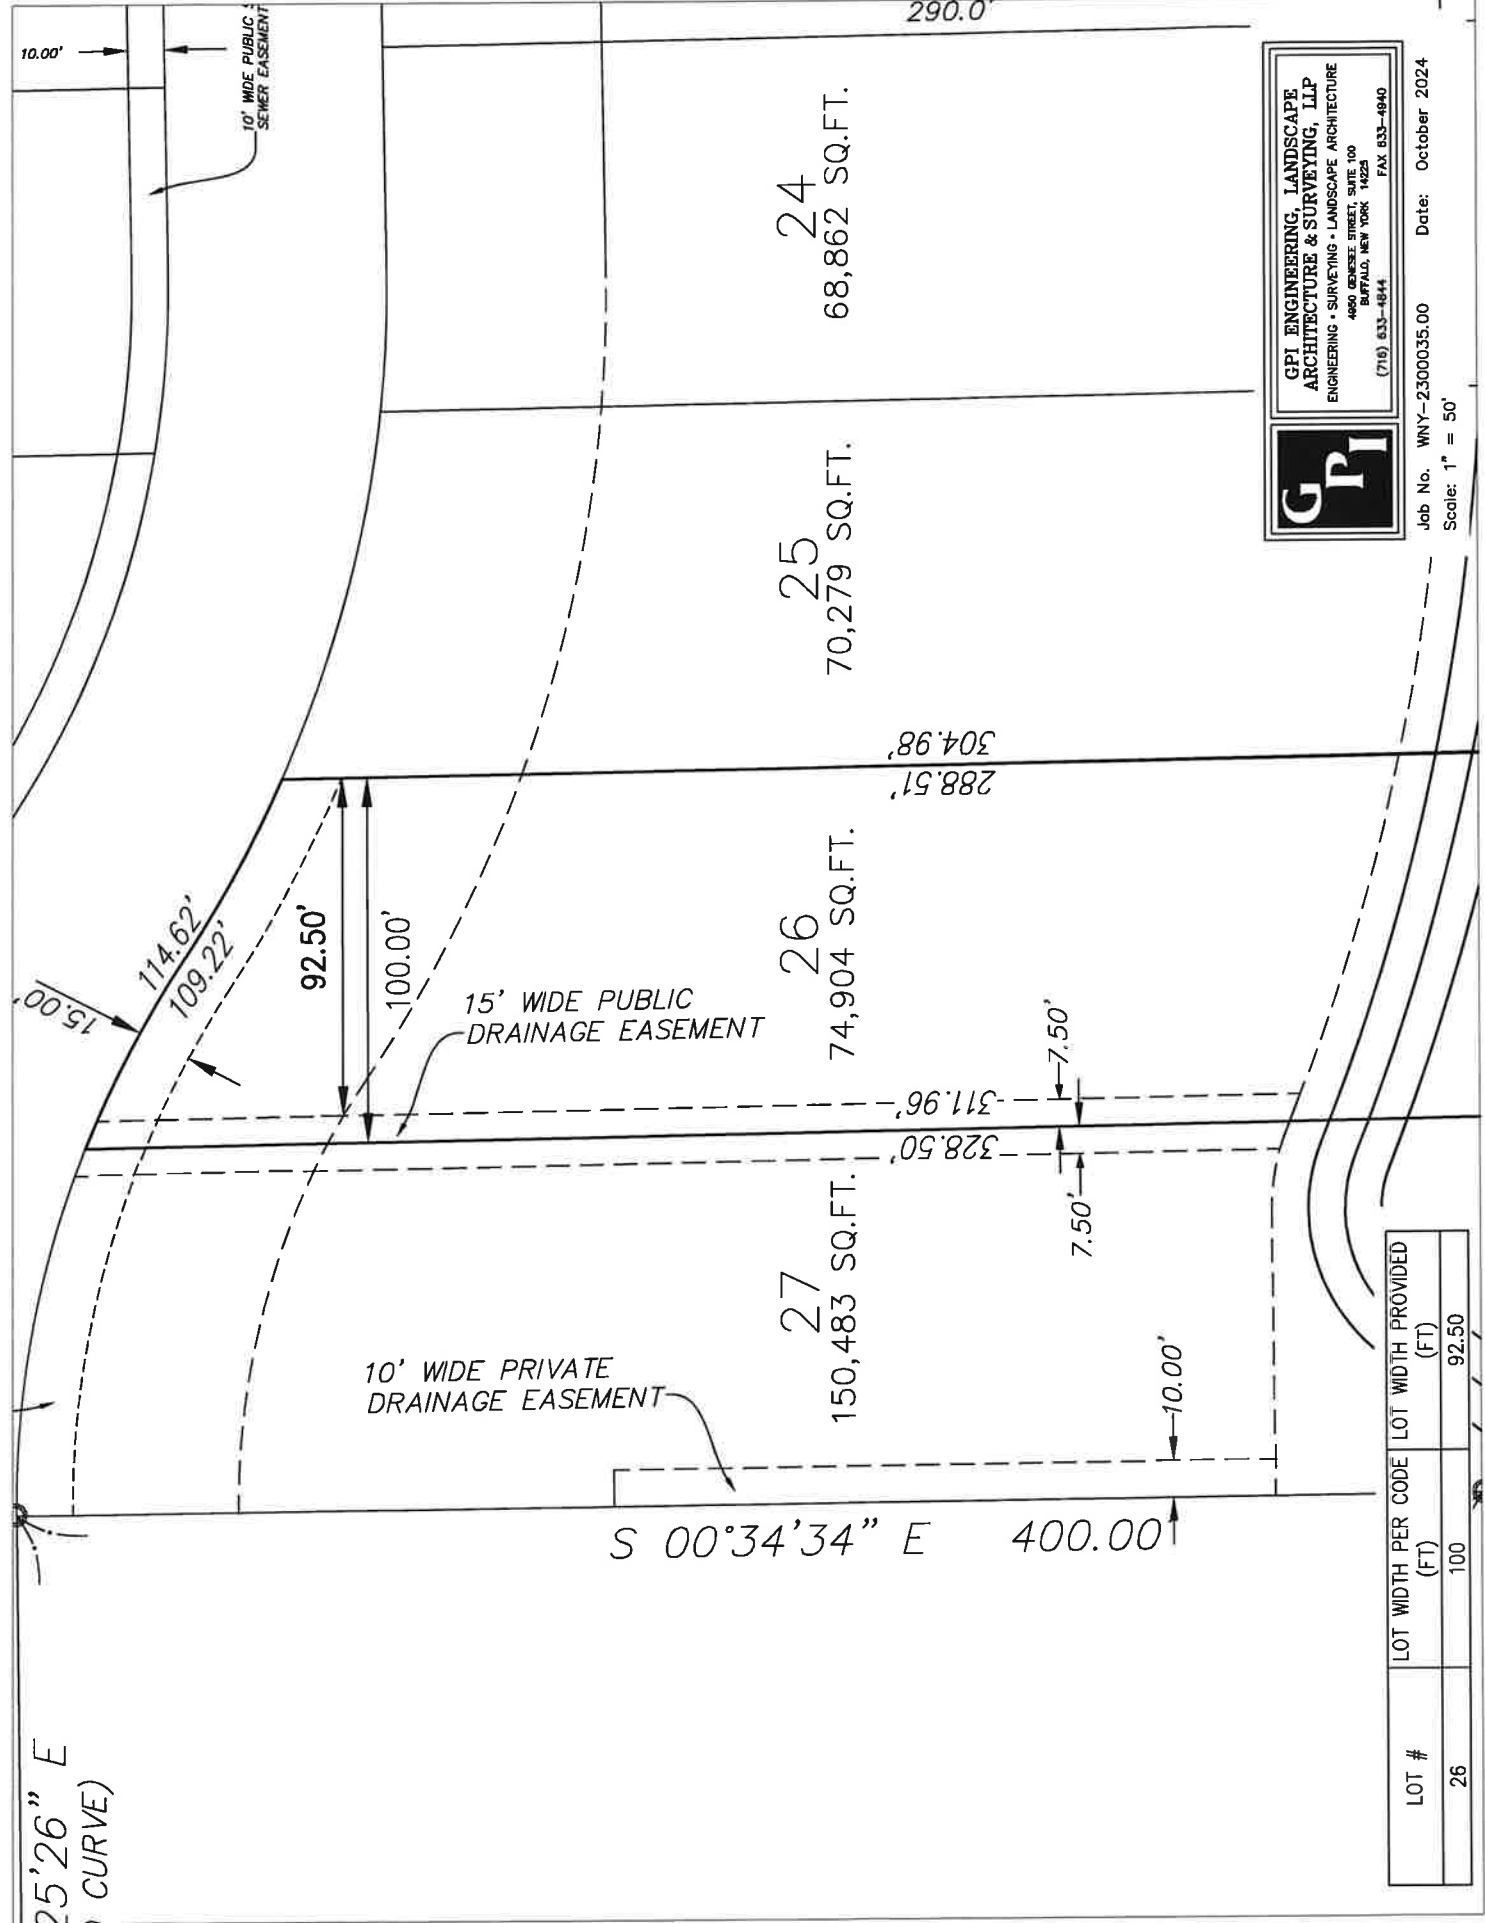 10.00'
10' WIDE PUBLIC
SEWER EASEMENT
290.0'
24
68,862 SQ.FT.
25
70,279 SQ.FT.
304.98'
288.51'
26
74,904 SQ.FT.
15.00'
114.62'
109.22'
92.50'
100.00'
15' WIDE PUBLIC
DRAINAGE EASEMENT
7.50'
311.96'
328.50'
7.50'
27
150,483 SQ.FT.
10' WIDE PRIVATE
DRAINAGE EASEMENT
10.00'
S 00°34'34" E 400.00'
25'26" E
CURVE)
GPI
GPI ENGINEERING, LANDSCAPE
ARCHITECTURE & SURVEYING, LLP
ENGINEERING • SURVEYING • LANDSCAPE ARCHITECTURE
4950 GENESEE STREET, SUITE 100
BUFFALO, NEW YORK 14225
(716) 633-4844 FAX 633-4940
Job No. WNY-2300035.00 Date: October 2024
Scale: 1" = 50'
LOT # LOT WIDTH PER CODE (FT) LOT WIDTH PROVIDED (FT)
26 100 92.50